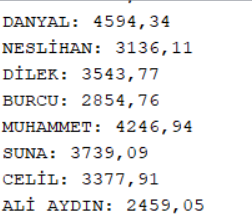 DANYAL: 4594,34
NESLİHAN: 3136,11
DİLEK: 3543,77
BURCU: 2854,76
MUHAMMET: 4246,94
SUNA: 3739,09
CELİL: 3377,91
ALİ AYDIN: 2459,05